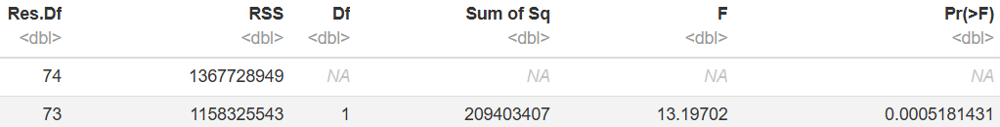 Res.Df RSS Df Sum of Sq F Pr(>F)
<dbl> <dbl> <dbl> <dbl> <dbl> <dbl>
74 1367728949 NA NA NA NA
73 1158325543 1 209403407 13.19702 0.0005181431